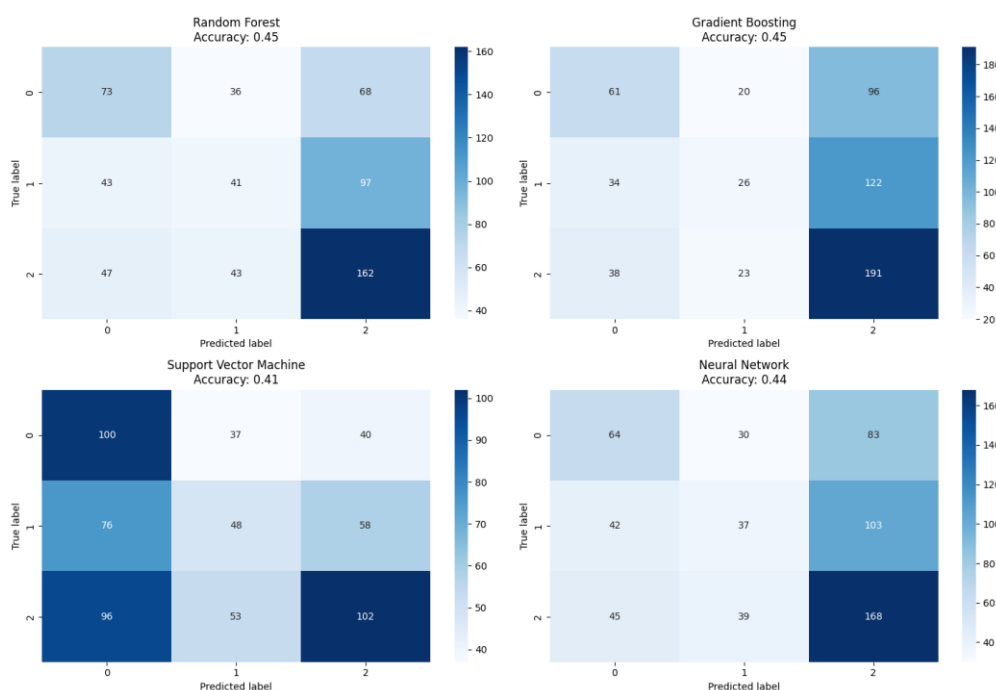 Random Forest
Accuracy: 0.45
True label
0
1
2
73 36 68
43 41 97
47 43 162
0 1 2
Predicted label
160
140
120
100
80
60
40
Gradient Boosting
Accuracy: 0.45
True label
0
1
2
61 20 96
34 26 122
38 23 191
0 1 2
Predicted label
180
160
140
120
100
80
60
40
20
Support Vector Machine
Accuracy: 0.41
True label
0
1
2
100 37 40
76 48 58
96 53 102
0 1 2
Predicted label
100
90
80
70
60
50
40
Neural Network
Accuracy: 0.44
True label
0
1
2
64 30 83
42 37 103
45 39 168
0 1 2
Predicted label
160
140
120
100
80
60
40